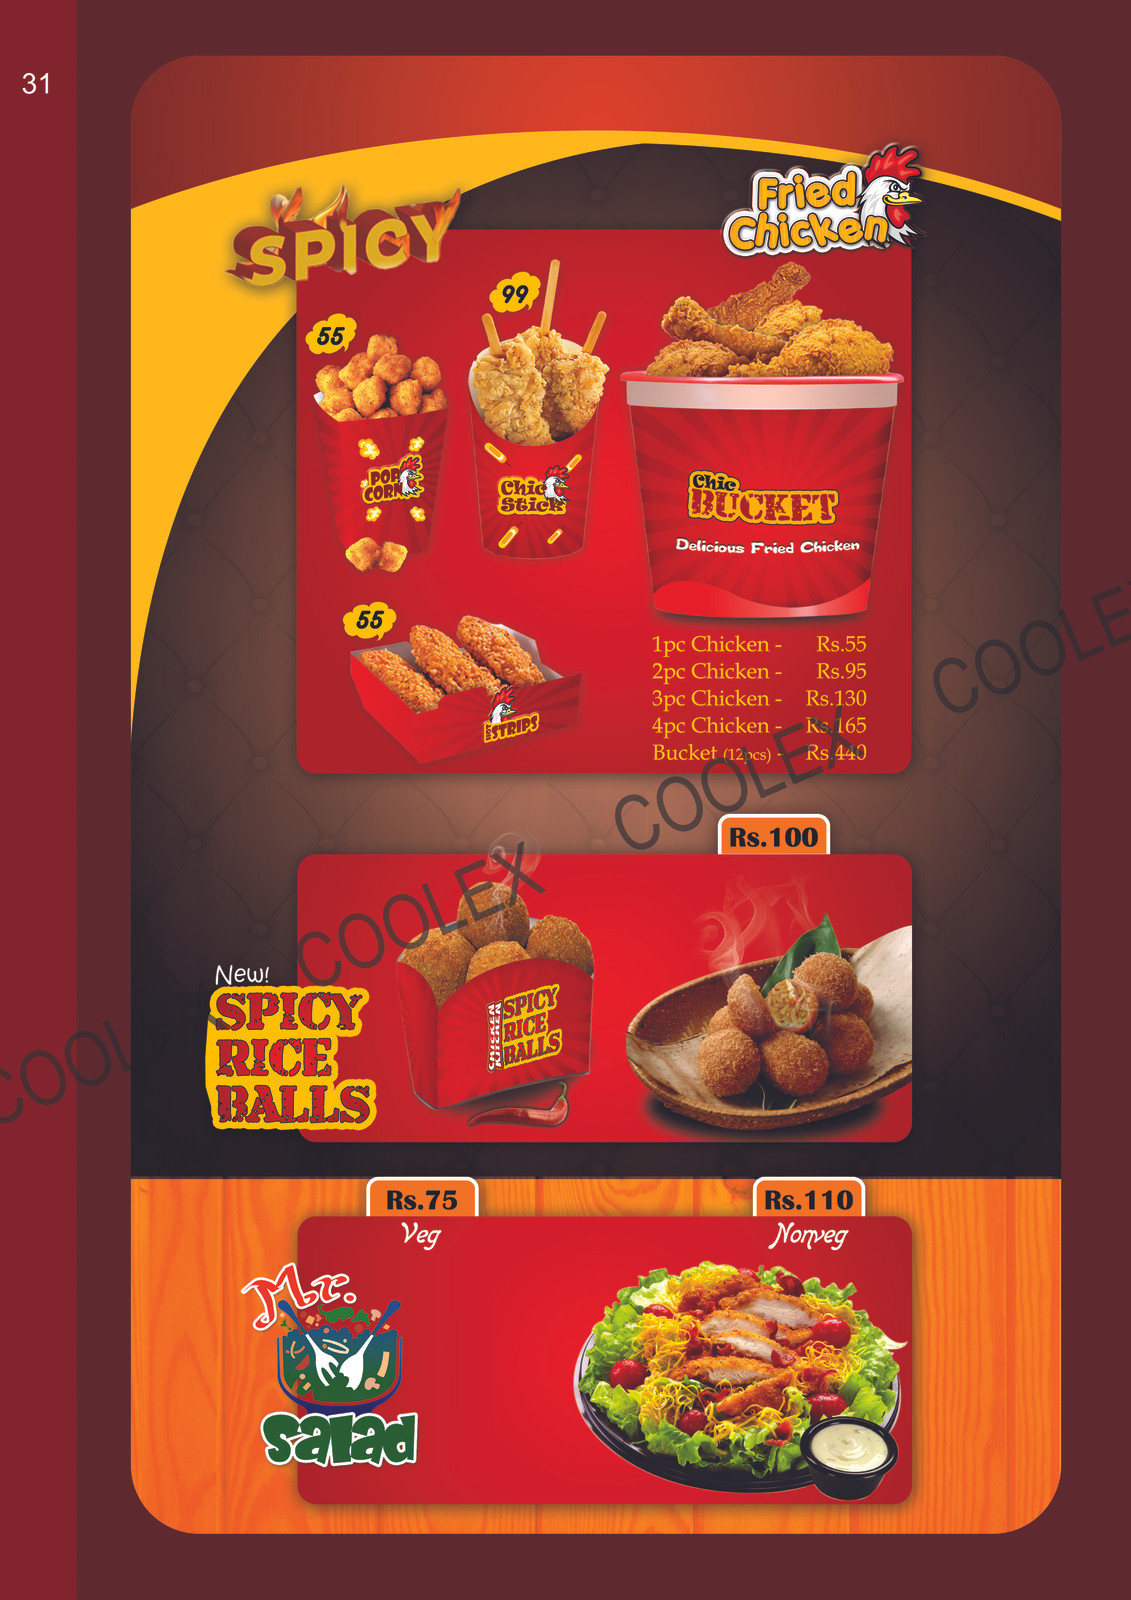 31
SPICY
Fried
Chicken
55
99
POP
CORN
Chic
Stick
Chic
BUCKET
Delicious Fried Chicken
55
STRIPS
1pc Chicken - Rs.55
2pc Chicken - Rs.95
3pc Chicken - Rs.130
4pc Chicken - Rs.165
Bucket (12pcs) - Rs.440
Rs.100
New!
SPICY
RICE
BALLS
CHICKEN
KITCHEN
SPICY
RICE
BALLS
Rs.75
Veg
Rs.110
Nonveg
Mr.
Salad
COOLEX
COOLEX
COOLEX
COOLEX